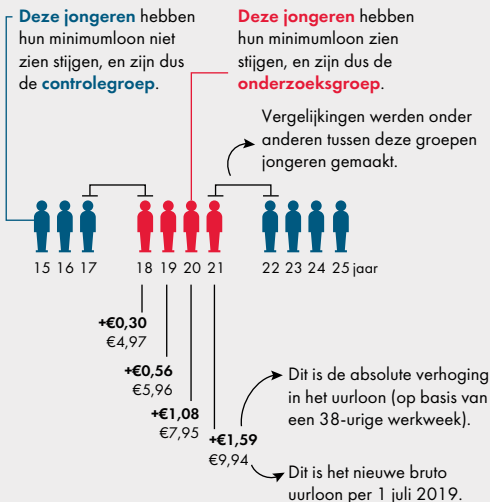 Deze jongeren hebben
hun minimumloon niet
zien stijgen, en zijn dus
de controlegroep.
Deze jongeren hebben
hun minimumloon zien
stijgen, en zijn dus de
onderzoeksgroep.
Vergelijkingen werden onder
anderen tussen deze groepen
jongeren gemaakt.
15 16 17 18 19 20 21 22 23 24 25 jaar
+€0,30
€4,97
+€0,56
€5,96
+€1,08
€7,95
+€1,59
€9,94
Dit is de absolute verhoging
in het uurloon (op basis van
een 38-urige werkweek).
Dit is het nieuwe bruto
uurloon per 1 juli 2019.